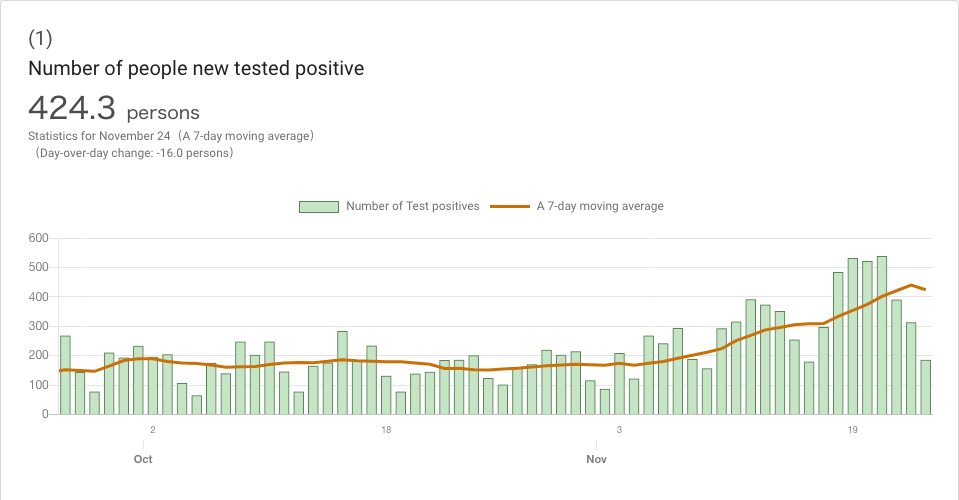 (1)
Number of people new tested positive
424.3 persons
Statistics for November 24（A 7-day moving average）
（Day-over-day change: -16.0 persons）
Number of Test positives A 7-day moving average
600
500
400
300
200
100
0
2 18 3 19
Oct Nov